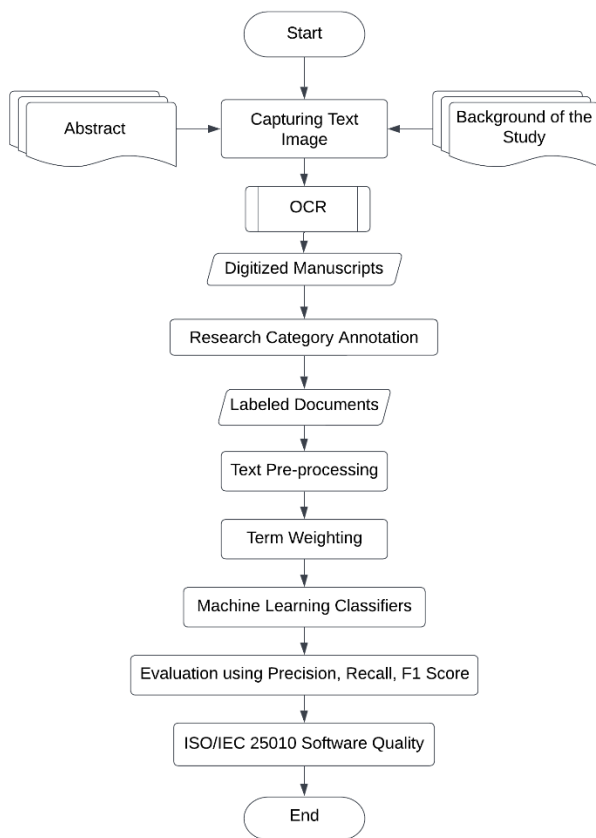 Start
Abstract
Capturing Text
Image
Background of the
Study
OCR
Digitized Manuscripts
Research Category Annotation
Labeled Documents
Text Pre-processing
Term Weighting
Machine Learning Classifiers
Evaluation using Precision, Recall, F1 Score
ISO/IEC 25010 Software Quality
End